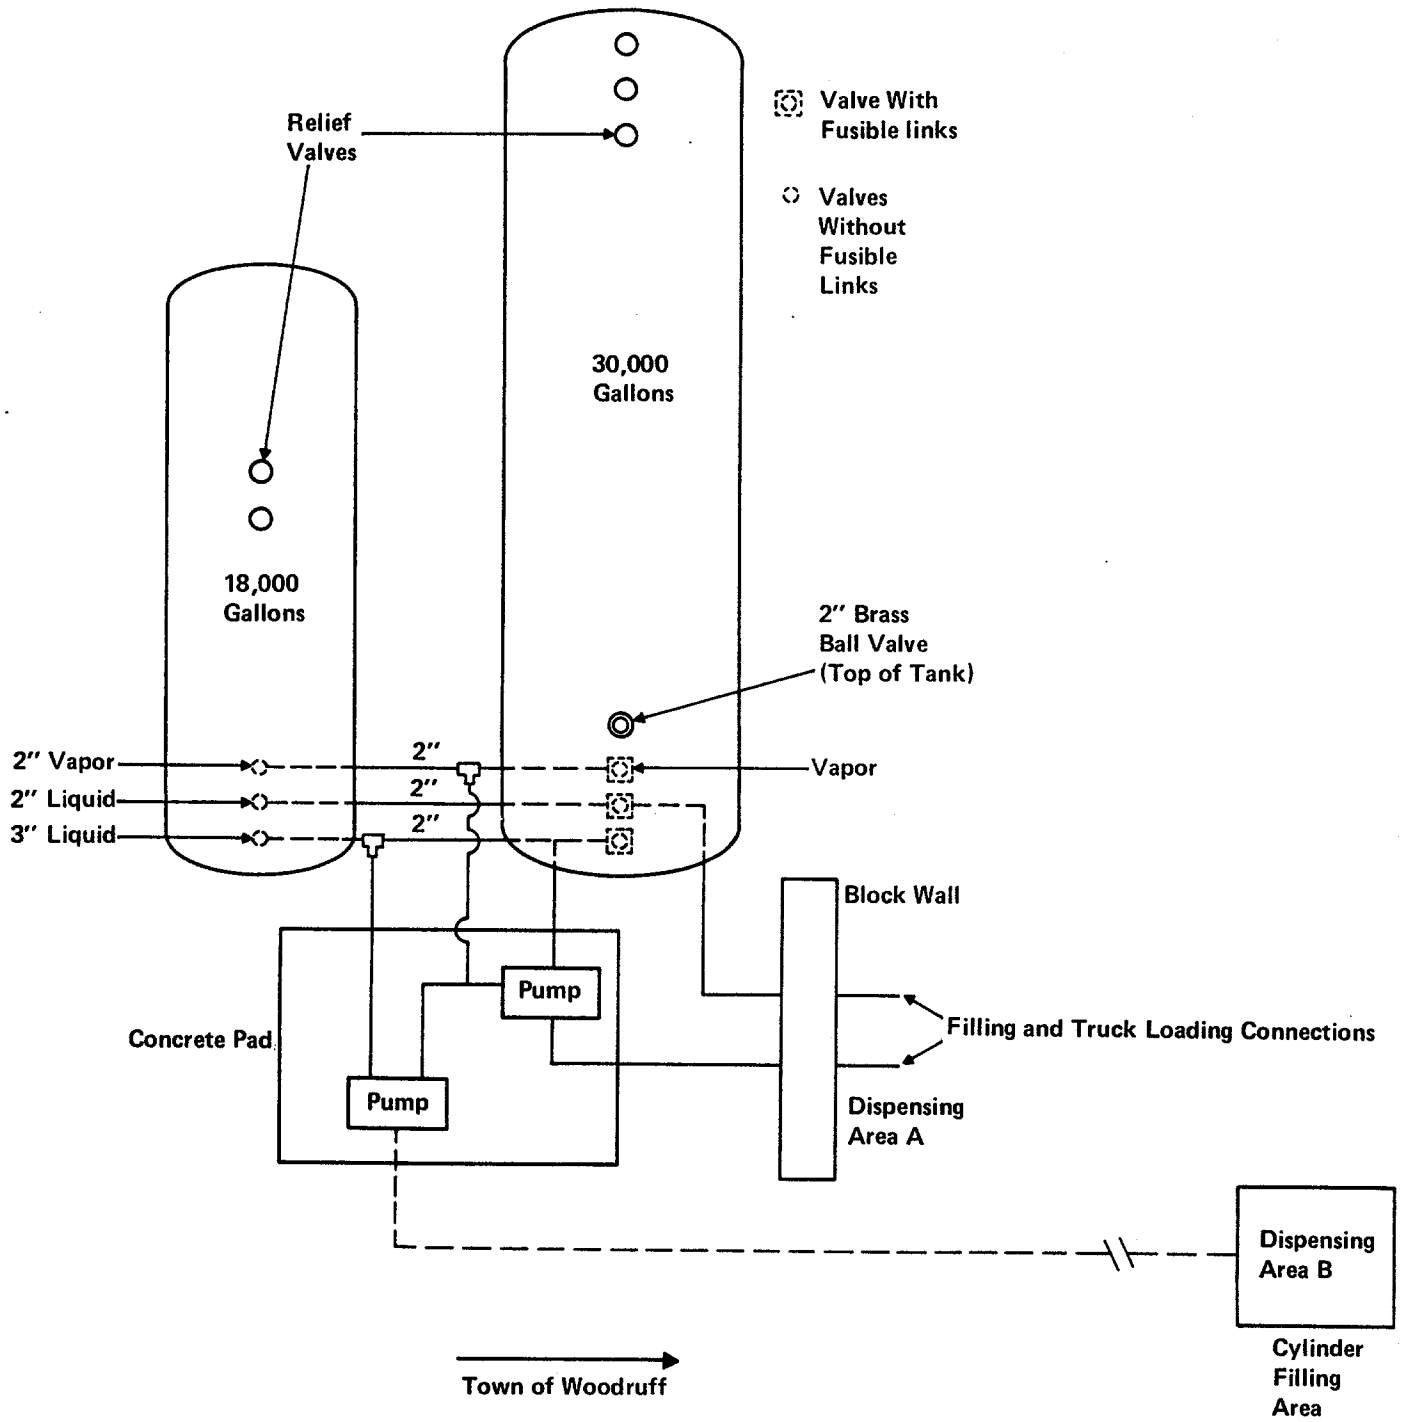 Relief
Valves
Valve With
Fusible links
Valves
Without
Fusible
Links
30,000
Gallons
18,000
Gallons
2" Brass
Ball Valve
(Top of Tank)
2" Vapor
2"
Vapor
2" Liquid
2"
3" Liquid
2"
Block Wall
Pump
Filling and Truck Loading Connections
Concrete Pad
Pump
Dispensing
Area A
Dispensing
Area B
Cylinder
Filling
Area
Town of Woodruff